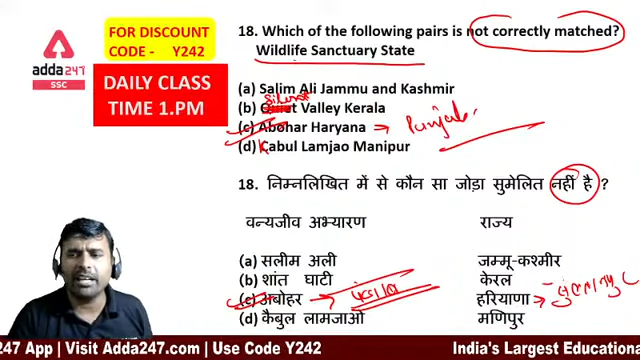 FOR DISCOUNT
CODE - Y242
adda247
SSC
DAILY CLASS
TIME 1.PM
18. Which of the following pairs is not correctly matched?
Wildlife Sanctuary State
(a) Salim Ali Jammu and Kashmir
Silent
(b) Quiet Valley Kerala
(c) Abohar Haryana → Punjab
(d) Cabul Lamjao Manipur
K
18. निम्नलिखित में से कौन सा जोड़ा सुमेलित नहीं है ?
वन्यजीव अभ्यारण राज्य
(a) सलीम अली जम्मू-कश्मीर
(b) शांत घाटी केरल
(c) अबोहर → पंजाब हरियाणा →
(d) कैबुल लामजाओ मणिपुर
247 App | Visit Adda247.com | Use Code Y242
India's Largest Educationa